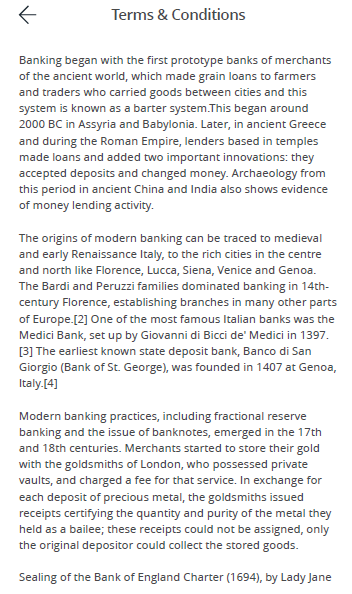 Terms & Conditions
Banking began with the first prototype banks of merchants
of the ancient world, which made grain loans to farmers
and traders who carried goods between cities and this
system is known as a barter system.This began around
2000 BC in Assyria and Babylonia. Later, in ancient Greece
and during the Roman Empire, lenders based in temples
made loans and added two important innovations: they
accepted deposits and changed money. Archaeology from
this period in ancient China and India also shows evidence
of money lending activity.
The origins of modern banking can be traced to medieval
and early Renaissance Italy, to the rich cities in the centre
and north like Florence, Lucca, Siena, Venice and Genoa.
The Bardi and Peruzzi families dominated banking in 14th-
century Florence, establishing branches in many other parts
of Europe.[2] One of the most famous Italian banks was the
Medici Bank, set up by Giovanni di Bicci de' Medici in 1397.
[3] The earliest known state deposit bank, Banco di San
Giorgio (Bank of St. George), was founded in 1407 at Genoa,
Italy.[4]
Modern banking practices, including fractional reserve
banking and the issue of banknotes, emerged in the 17th
and 18th centuries. Merchants started to store their gold
with the goldsmiths of London, who possessed private
vaults, and charged a fee for that service. In exchange for
each deposit of precious metal, the goldsmiths issued
receipts certifying the quantity and purity of the metal they
held as a bailee; these receipts could not be assigned, only
the original depositor could collect the stored goods.
Sealing of the Bank of England Charter (1694), by Lady Jane